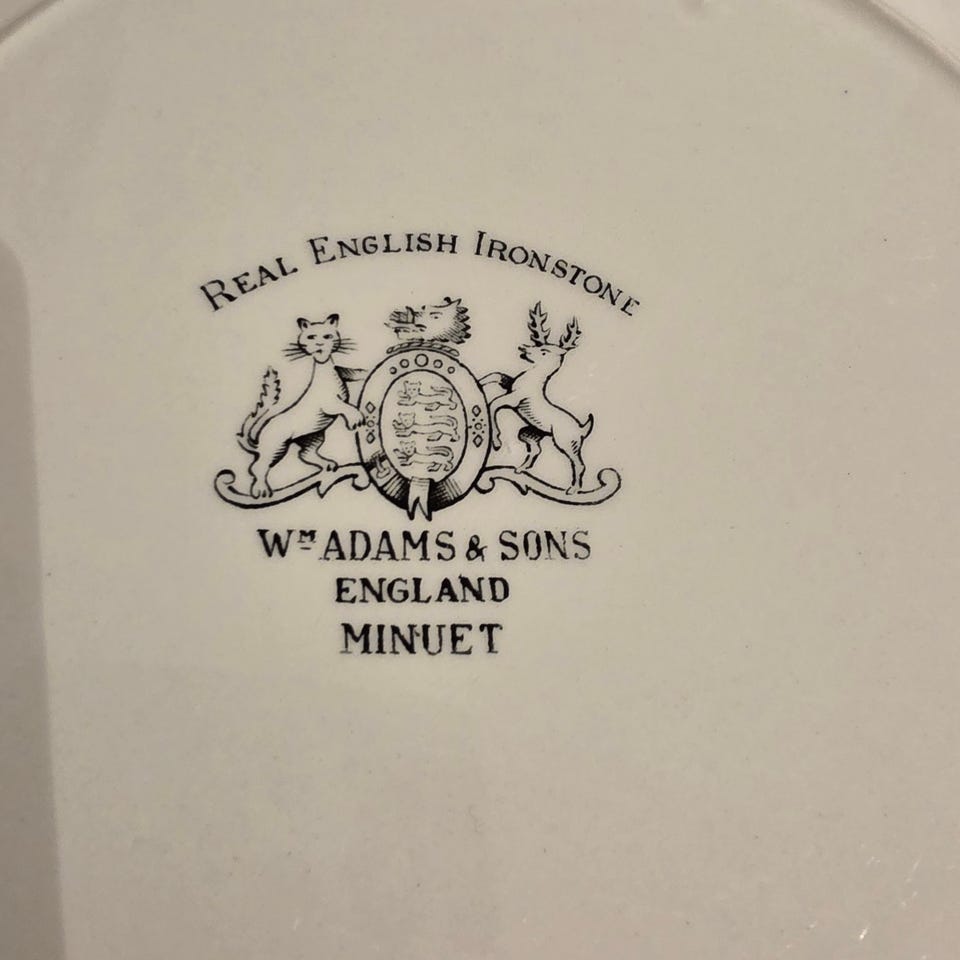 REAL ENGLISH IRONSTONE
Wᴹ ADAMS & SONS
ENGLAND
MINUET